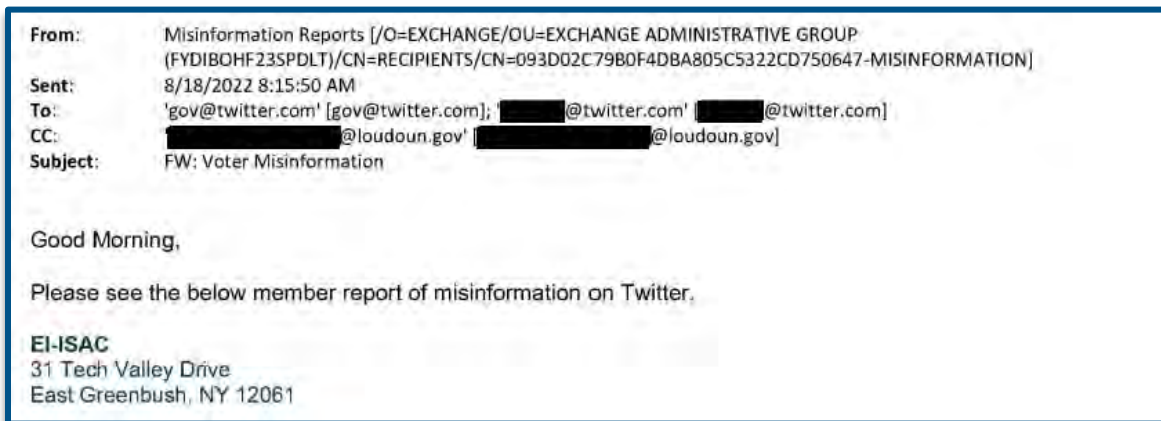 From: Misinformation Reports [/O=EXCHANGE/OU=EXCHANGE ADMINISTRATIVE GROUP
(FYDIBOHF23SPDLT)/CN=RECIPIENTS/CN=093D02C79B0F4DBA805C5322CD750647-MISINFORMATION]
Sent: 8/18/2022 8:15:50 AM
To: 'gov@twitter.com' [gov@twitter.com]; ' @twitter.com' [ @twitter.com]
CC: ' @loudoun.gov' [ @loudoun.gov]
Subject: FW: Voter Misinformation
Good Morning,
Please see the below member report of misinformation on Twitter.
EI-ISAC
31 Tech Valley Drive
East Greenbush, NY 12061